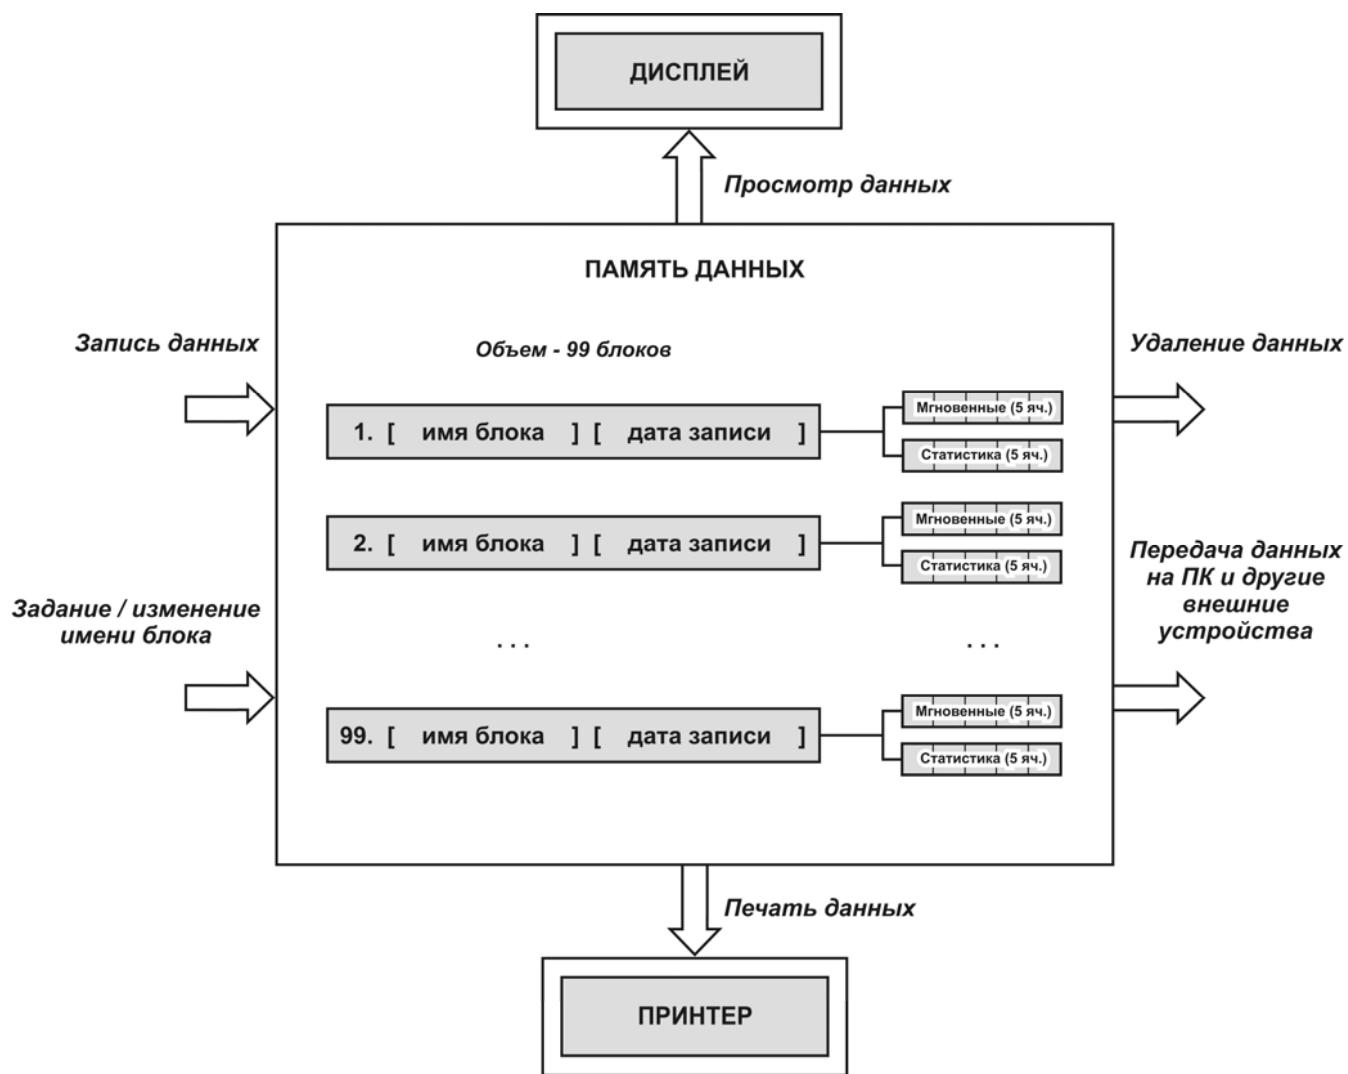 ДИСПЛЕЙ
Просмотр данных
ПАМЯТЬ ДАННЫХ
Запись данных
Объем - 99 блоков
Удаление данных
1. [ имя блока ] [ дата записи ]
Мгновенные (5 яч.)
Статистика (5 яч.)
2. [ имя блока ] [ дата записи ]
Мгновенные (5 яч.)
Статистика (5 яч.)
Передача данных
на ПК и другие
внешние
устройства
Задание / изменение
имени блока
. . .
. . .
99. [ имя блока ] [ дата записи ]
Мгновенные (5 яч.)
Статистика (5 яч.)
Печать данных
ПРИНТЕР